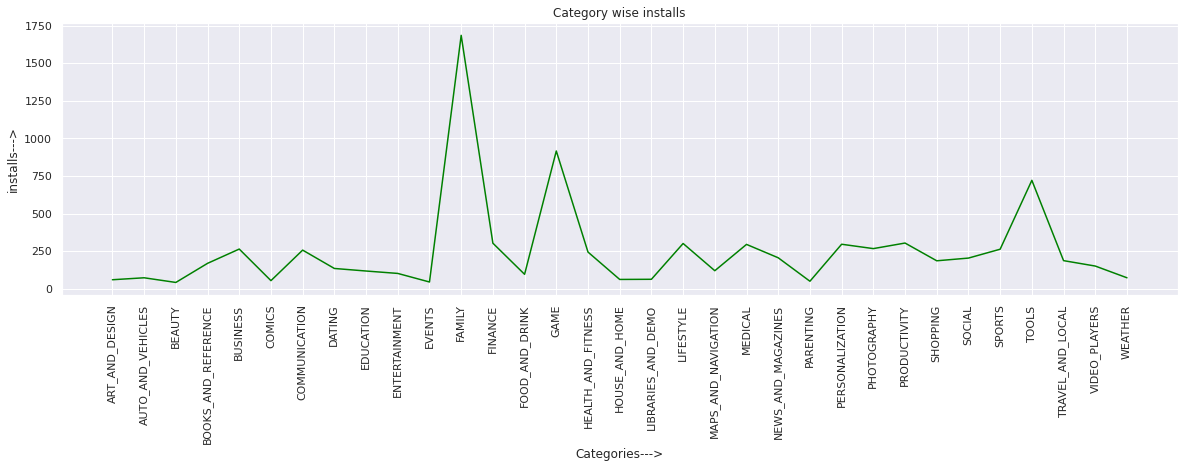 Category wise installs
installs--->
1750
1500
1250
1000
750
500
250
0
ART_AND_DESIGN
AUTO_AND_VEHICLES
BEAUTY
BOOKS_AND_REFERENCE
BUSINESS
COMICS
COMMUNICATION
DATING
EDUCATION
ENTERTAINMENT
EVENTS
FAMILY
FINANCE
FOOD_AND_DRINK
GAME
HEALTH_AND_FITNESS
HOUSE_AND_HOME
LIBRARIES_AND_DEMO
LIFESTYLE
MAPS_AND_NAVIGATION
MEDICAL
NEWS_AND_MAGAZINES
PARENTING
PERSONALIZATION
PHOTOGRAPHY
PRODUCTIVITY
SHOPPING
SOCIAL
SPORTS
TOOLS
TRAVEL_AND_LOCAL
VIDEO_PLAYERS
WEATHER
Categories--->